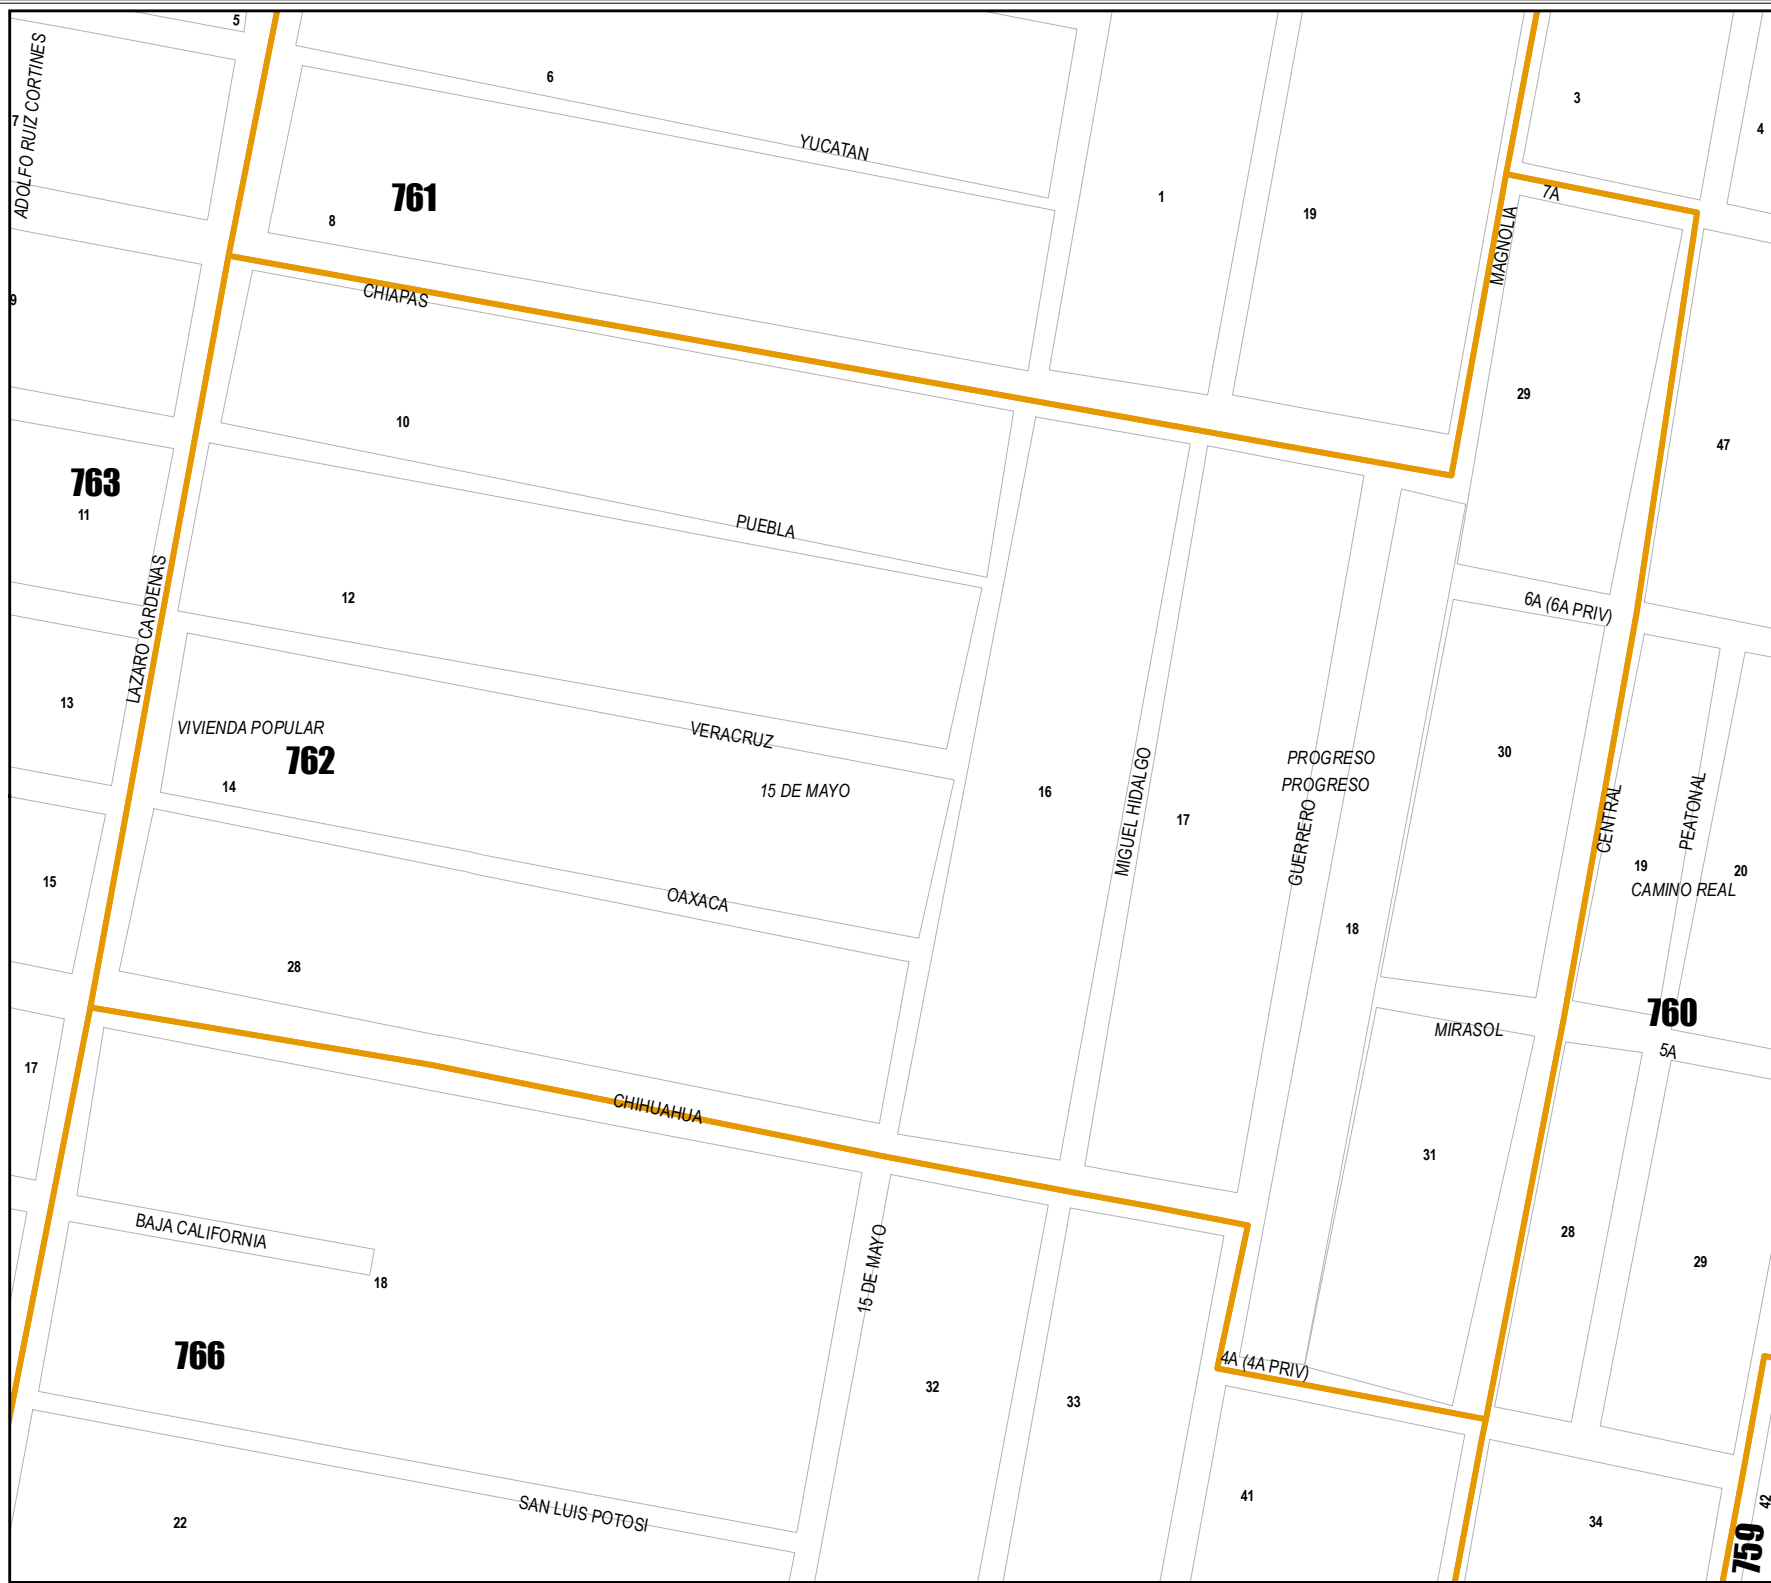 5
ADOLFO RUIZ CORTINES
6
3
7
4
YUCATAN
7A
761
1
19
8
MAGNOLIA
9
CHIAPAS
29
10
47
763
11
PUEBLA
12
6A (6A PRIV)
LAZARO CARDENAS
13
VIVIENDA POPULAR
762
VERACRUZ
14
15 DE MAYO
16
MIGUEL HIDALGO
17
PROGRESO
PROGRESO
GUERRERO
30
CENTRAL
PEATONAL
19
20
CAMINO REAL
15
OAXACA
18
28
760
MIRASOL
5A
17
CHIHUAHUA
31
BAJA CALIFORNIA
18
15 DE MAYO
28
29
766
4A (4A PRIV)
32
33
41
42
22
SAN LUIS POTOSI
34
759